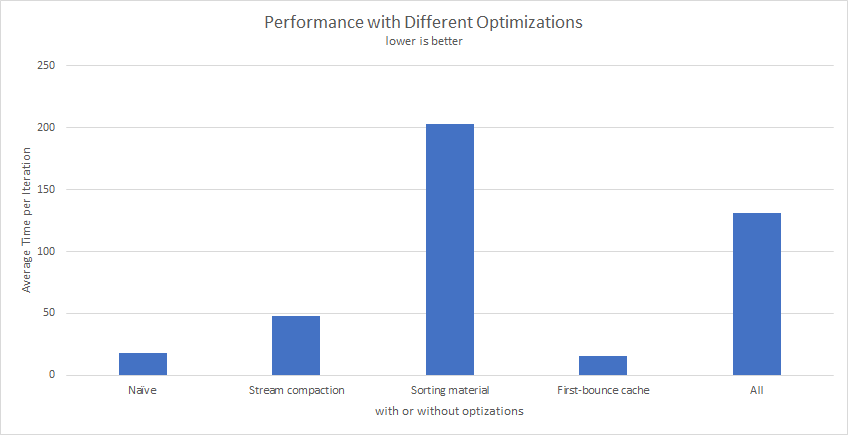 Performance with Different Optimizations
lower is better
250
200
150
100
50
0
Average Time per Iteration
Naïve
Stream compaction
Sorting material
First-bounce cache
All
with or without optizations